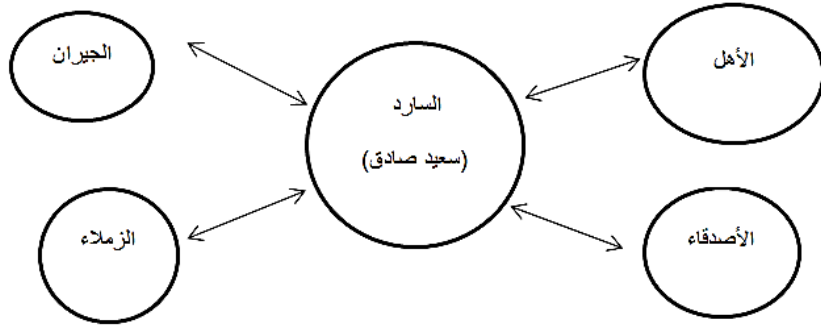 الأهل
السارد
(سعيد صادق)
الجيران
الأصدقاء
الزملاء